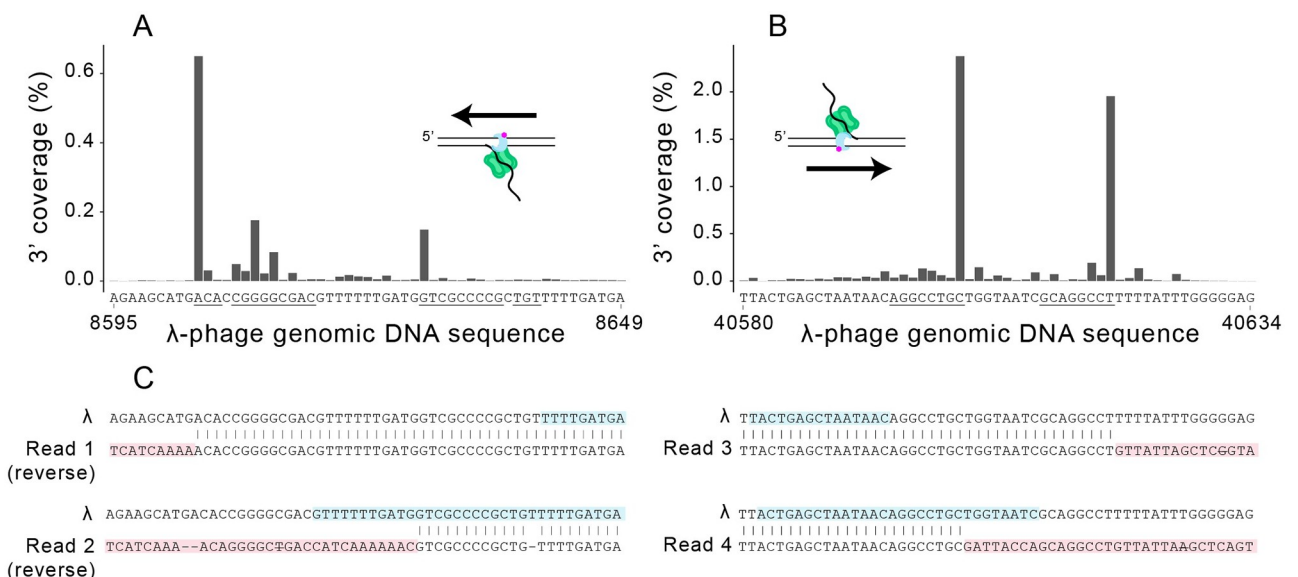 A
3' coverage (%)
0.6
0.4
0.2
0.0
5'
AGAAGCATGACACCGGGGCGACGTTTTTTGATGGTCGCCCCGCTGTTTTTGATGA
8595
8649
λ-phage genomic DNA sequence
B
3' coverage (%)
2.0
1.5
1.0
0.5
0.0
5'
TTACTGAGCTAATAACAGGCCTGCTGGTAATCGCAGGCCTTTTTATTTGGGGGAG
40580
40634
λ-phage genomic DNA sequence
C
λ AGAAGCATGACACCGGGGCGACGTTTTTTGATGGTCGCCCCGCTGTTTTTGATGA
Read 1 TCATCAAAAACACCGGGGCGACGTTTTTTGATGGTCGCCCCGCTGTTTTTGATGA
(reverse)
λ AGAAGCATGACACCGGGGCGACGTTTTTTGATGGTCGCCCCGCTGTTTTTGATGA
Read 2 TCATCAAA--ACAGGGGCTGACCATCAAAAAACGTCGCCCCGCTG-TTTTGATGA
(reverse)
λ TTACTGAGCTAATAACAGGCCTGCTGGTAATCGCAGGCCTTTTTATTTGGGGGAG
Read 3 TTACTGAGCTAATAACAGGCCTGCTGGTAATCGCAGGCCTGTTATTAGCTCGGTA
λ TTACTGAGCTAATAACAGGCCTGCTGGTAATCGCAGGCCTTTTTATTTGGGGGAG
Read 4 TTACTGAGCTAATAACAGGCCTGCGATTACCAGCAGGCCTGTTATTAAGCTCAGT